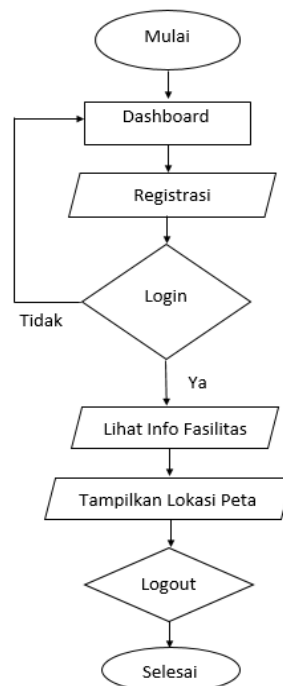 Mulai
Dashboard
Registrasi
Login
Tidak
Ya
Lihat Info Fasilitas
Tampilkan Lokasi Peta
Logout
Selesai